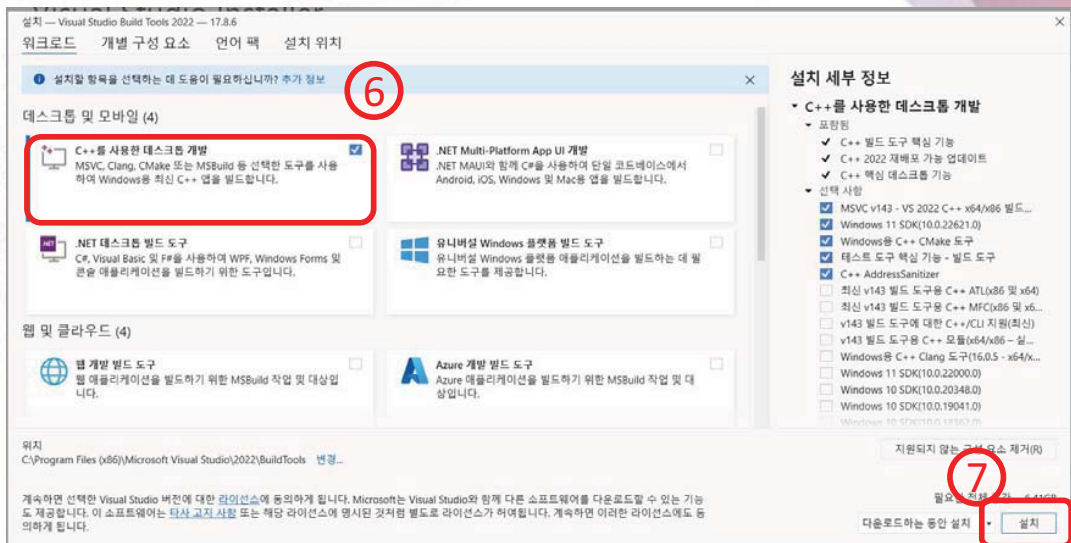 설치 — Visual Studio Build Tools 2022 — 17.8.6
워크로드 개별 구성 요소 언어 팩 설치 위치
설치할 항목을 선택하는 데 도움이 필요하십니까? 추가 정보
⑥
데스크톱 및 모바일 (4)
C++를 사용한 데스크톱 개발
MSVC, Clang, CMake 또는 MSBuild 등 선택한 도구를 사용
하여 Windows용 최신 C++ 앱을 빌드합니다.
.NET Multi-Platform App UI 개발
.NET MAUI와 함께 C#을 사용하여 단일 코드베이스에서
Android, iOS, Windows 및 Mac용 앱을 빌드합니다.
.NET 데스크톱 빌드 도구
C#, Visual Basic 및 F#을 사용하여 WPF, Windows Forms 및
콘솔 애플리케이션을 빌드하기 위한 도구입니다.
유니버설 Windows 플랫폼 빌드 도구
유니버설 Windows 플랫폼 애플리케이션을 빌드하는 데 필
요한 도구를 제공합니다.
웹 및 클라우드 (4)
웹 개발 빌드 도구
웹 애플리케이션을 빌드하기 위한 MSBuild 작업 및 대상입
니다.
Azure 개발 빌드 도구
Azure 애플리케이션을 빌드하기 위한 MSBuild 작업 및 대
상입니다.
설치 세부 정보
C++를 사용한 데스크톱 개발
포함됨
C++ 빌드 도구 핵심 기능
C++ 2022 재배포 가능 업데이트
C++ 핵심 데스크톱 기능
선택 사항
MSVC v143 - VS 2022 C++ x64/x86 빌드...
Windows 11 SDK(10.0.22621.0)
Windows용 C++ CMake 도구
테스트 도구 핵심 기능 - 빌드 도구
C++ AddressSanitizer
최신 v143 빌드 도구용 C++ ATL(x86 및 x64)
최신 v143 빌드 도구용 C++ MFC(x86 및 x6...
v143 빌드 도구에 대한 C++/CLI 지원(최신)
v143 빌드 도구용 C++ 모듈(x64/x86 – 실...
Windows용 C++ Clang 도구(16.0.5 - x64/x...
Windows 11 SDK(10.0.22000.0)
Windows 10 SDK(10.0.20348.0)
Windows 10 SDK(10.0.19041.0)
Windows 10 SDK(10.0.18362.0)
위치
C:\Program Files (x86)\Microsoft Visual Studio\2022\BuildTools 변경...
지원되지 않는 구성 요소 제거(R)
⑦
계속하면 선택한 Visual Studio 버전에 대한 라이선스에 동의하게 됩니다. Microsoft는 Visual Studio와 함께 다른 소프트웨어를 다운로드할 수 있는 기능
도 제공합니다. 이 소프트웨어는 타사 고지 사항 또는 해당 라이선스에 명시된 것처럼 별도로 라이선스가 허여됩니다. 계속하면 이러한 라이선스에도 동
의하게 됩니다.
필요한 전체 공간 6.41GB
다운로드하는 동안 설치
설치